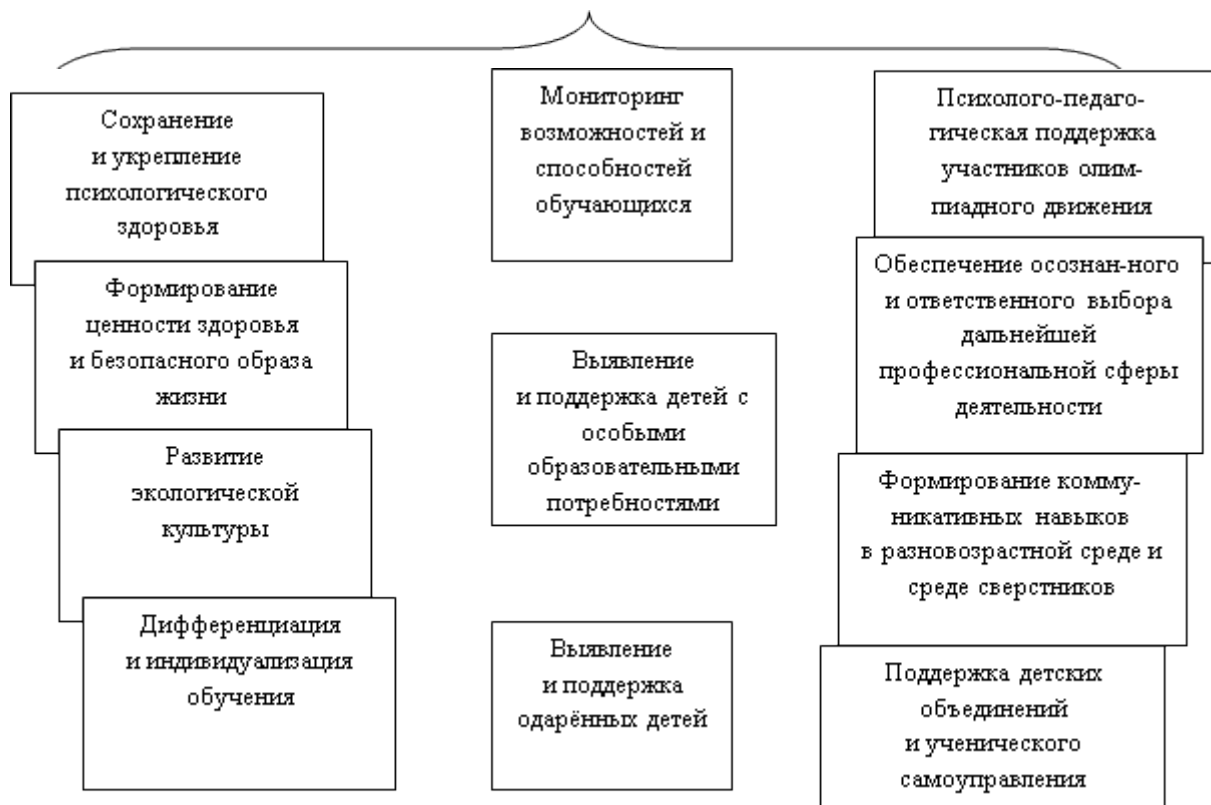 Сохранение
и укрепление
психологического
здоровья
Формирование
ценности здоровья
и безопасного образа
жизни
Развитие
экологической
культуры
Дифференциация
и индивидуализация
обучения
Мониторинг
возможностей и
способностей
обучающихся
Выявление
и поддержка детей с
особыми
образовательными
потребностями
Выявление
и поддержка
одарённых детей
Психолого-педаго-
гическая поддержка
участников олим-
пиадного движения
Обеспечение осознан-ного
и ответственного выбора
дальнейшей
профессиональной сферы
деятельности
Формирование комму-
никативных навыков
в разновозрастной среде и
среде сверстников
Поддержка детских
объединений
и ученического
самоуправления